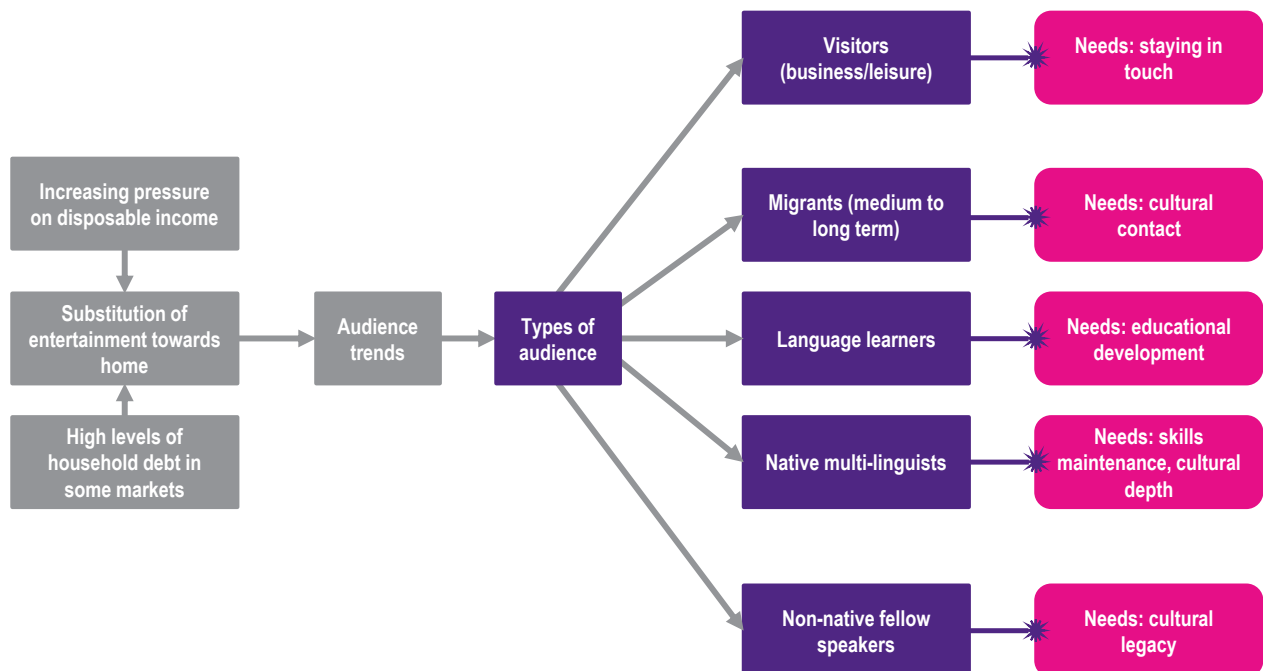 Increasing pressure
on disposable income
Substitution of
entertainment towards
home
High levels of
household debt in
some markets
Audience
trends
Types of
audience
Visitors
(business/leisure)
Needs: staying in
touch
Migrants (medium to
long term)
Needs: cultural
contact
Language learners
Needs: educational
development
Native multi-linguists
Needs: skills
maintenance, cultural
depth
Non-native fellow
speakers
Needs: cultural
legacy